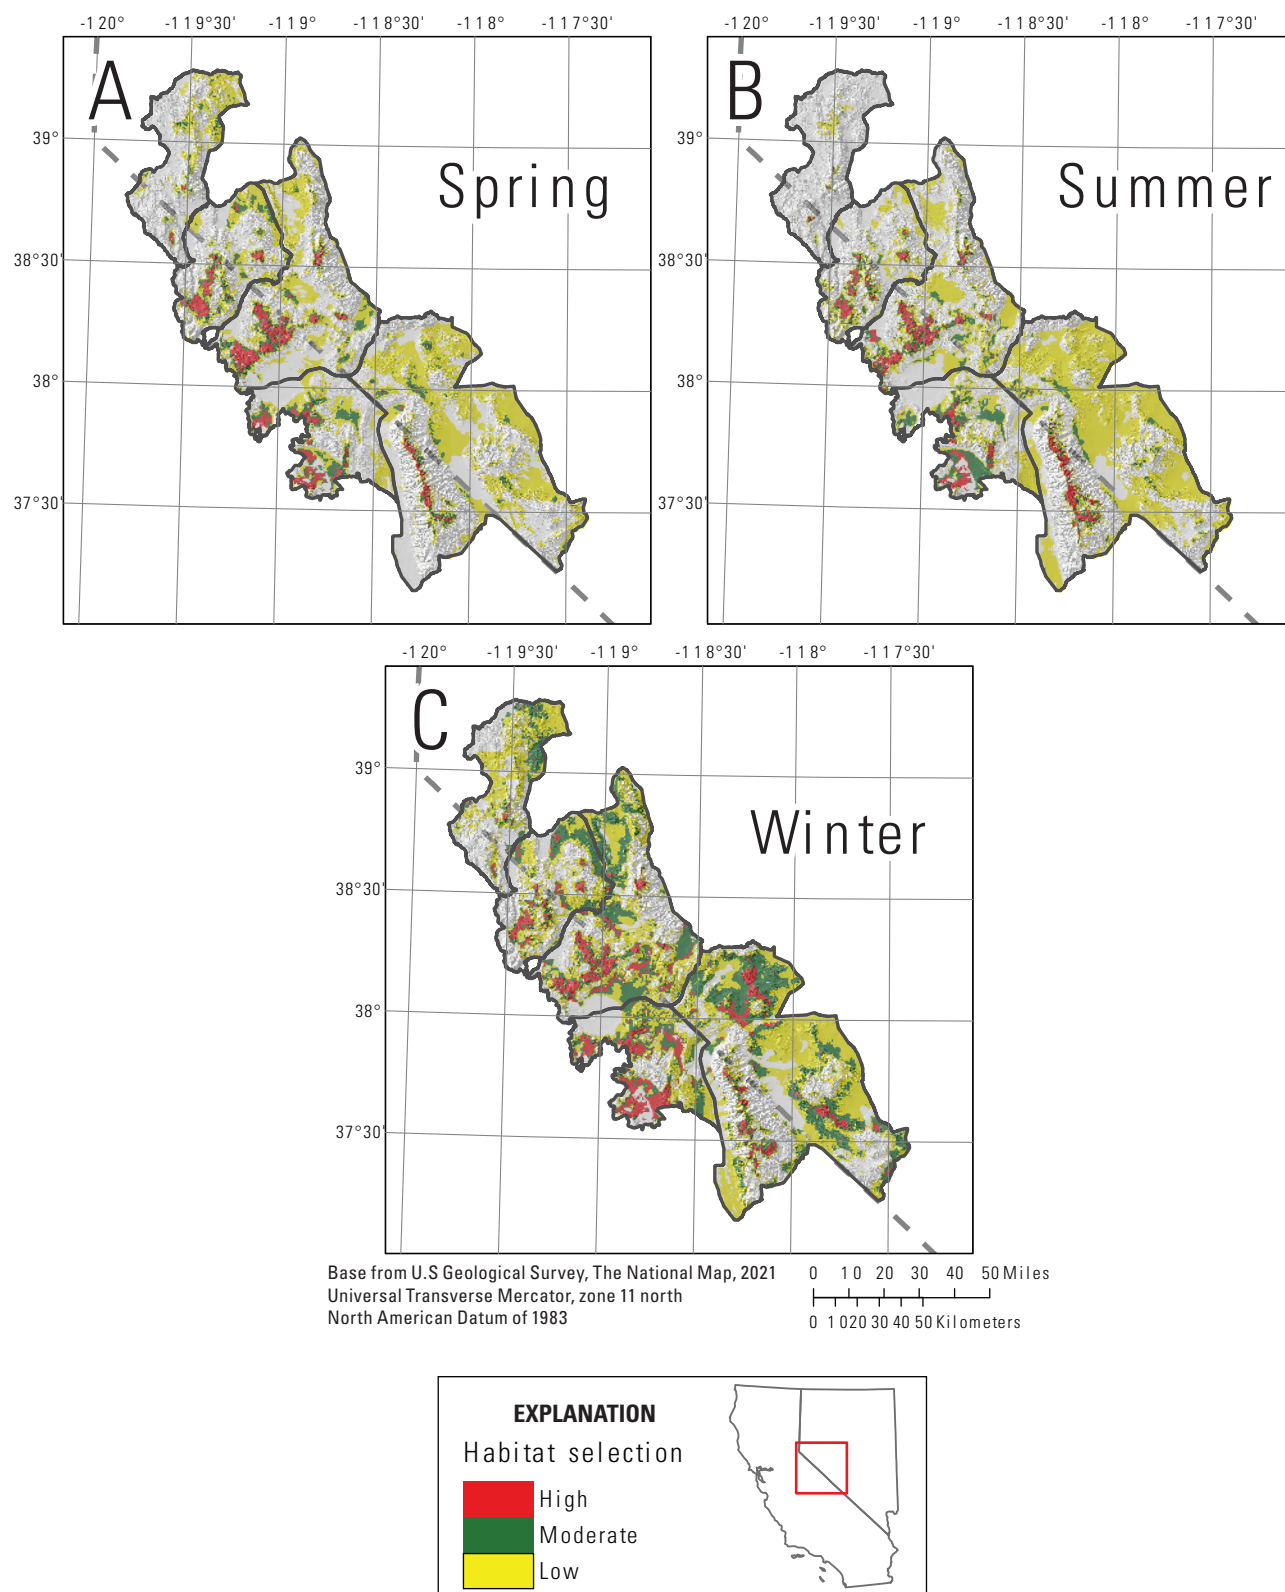 -120° -119°30' -119° -118°30' -118° -117°30'
A
39°
Spring
38°30'
38°
37°30'
-120° -119°30' -119° -118°30' -118° -117°30'
B
39°
Summer
38°30'
38°
37°30'
-120° -119°30' -119° -118°30' -118° -117°30'
C
39°
Winter
38°30'
38°
37°30'
Base from U.S Geological Survey, The National Map, 2021
Universal Transverse Mercator, zone 11 north
North American Datum of 1983
0 10 20 30 40 50 Miles
0 10 20 30 40 50 Kilometers
EXPLANATION
Habitat selection
High
Moderate
Low